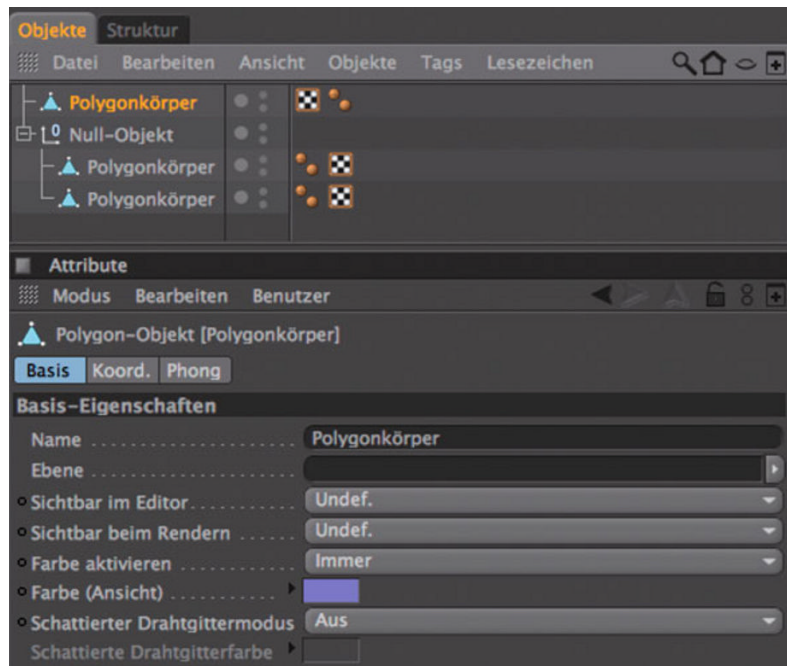 Objekte Struktur
Datei Bearbeiten Ansicht Objekte Tags Lesezeichen
Polygonkörper
Null-Objekt
Polygonkörper
Polygonkörper
Attribute
Modus Bearbeiten Benutzer
Polygon-Objekt [Polygonkörper]
Basis Koord. Phong
Basis-Eigenschaften
Name Polygonkörper
Ebene
Sichtbar im Editor Undef.
Sichtbar beim Rendern Undef.
Farbe aktivieren Immer
Farbe (Ansicht)
Schattierter Drahtgittermodus Aus
Schattierte Drahtgitterfarbe